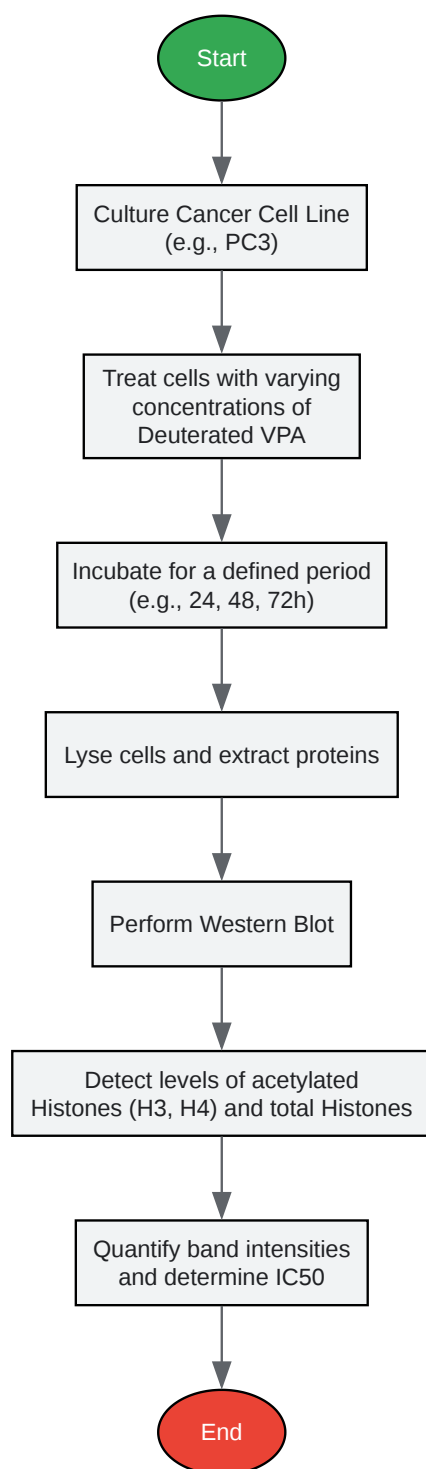 Start
Culture Cancer Cell Line
(e.g., PC3)
Treat cells with varying
concentrations of
Deuterated VPA
Incubate for a defined period
(e.g., 24, 48, 72h)
Lyse cells and extract proteins
Perform Western Blot
Detect levels of acetylated
Histones (H3, H4) and total Histones
Quantify band intensities
and determine IC50
End